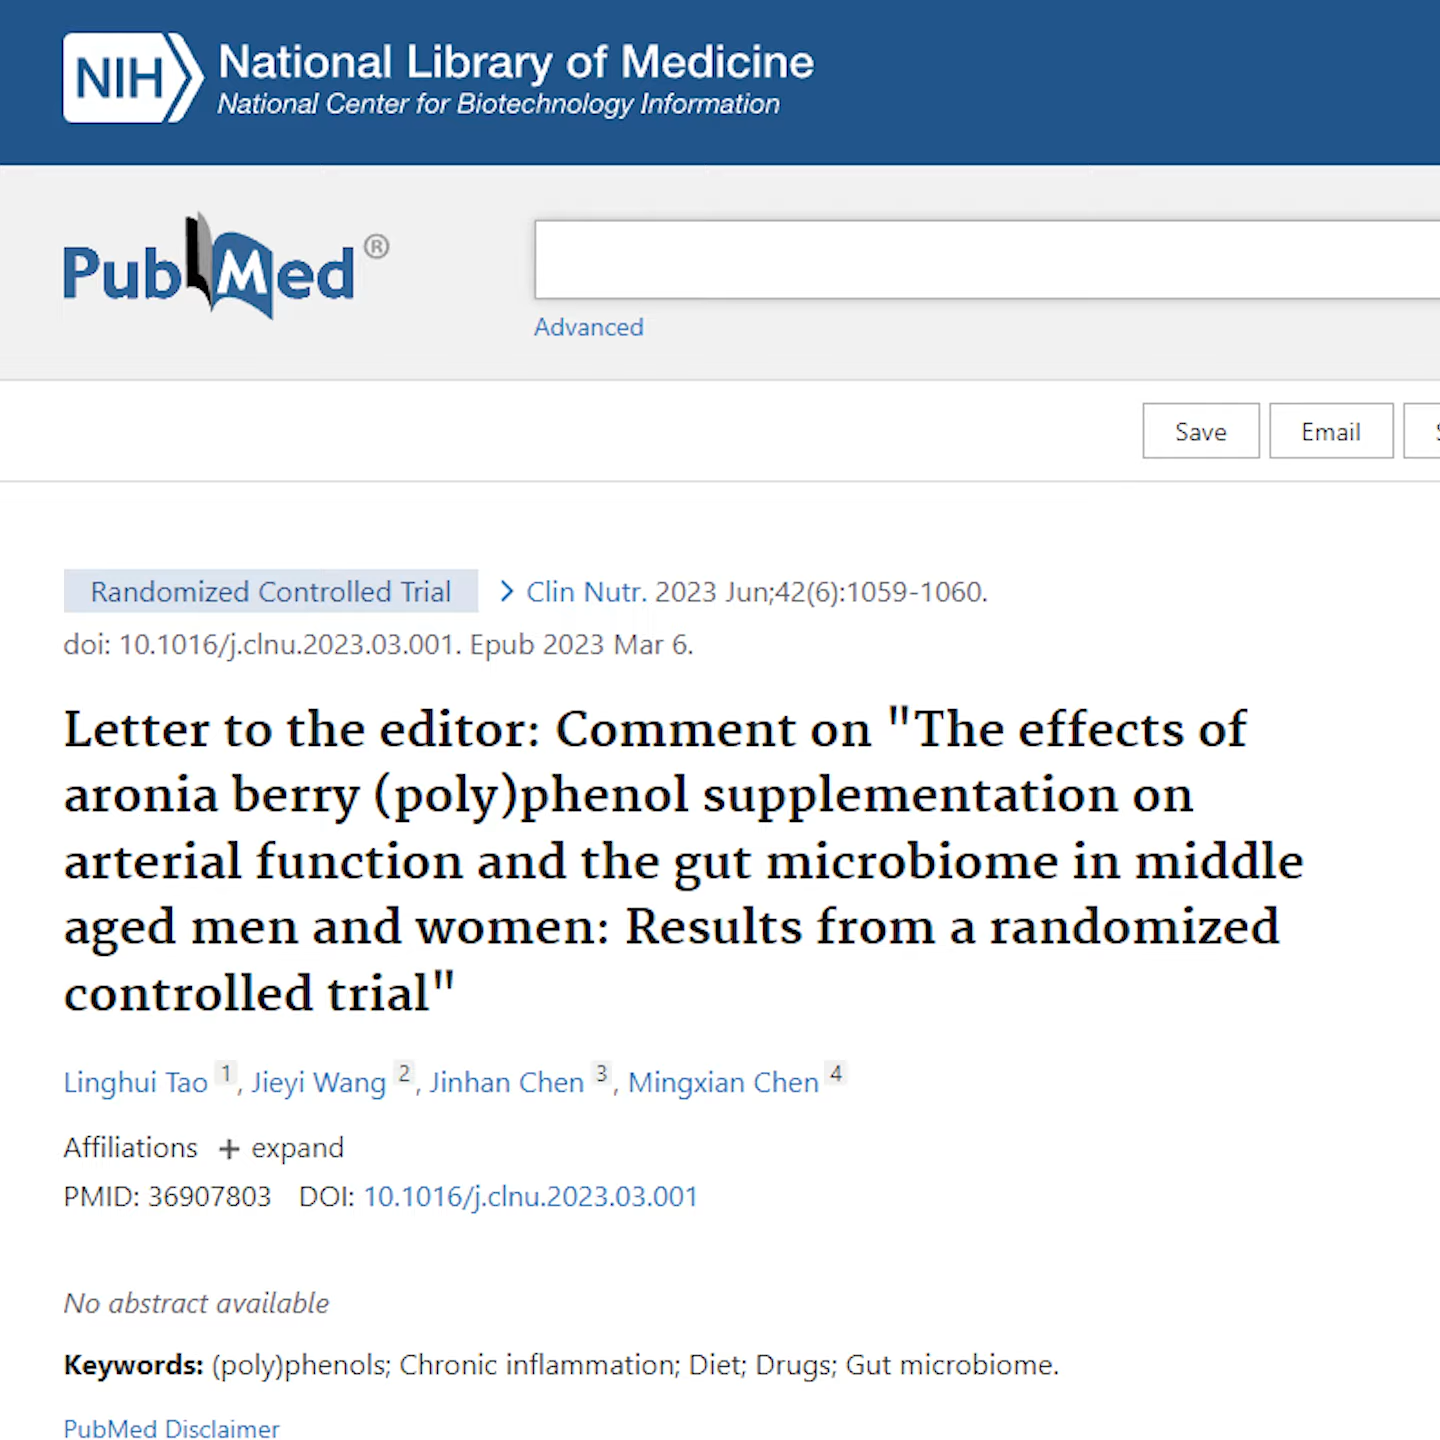 NIH National Library of Medicine
National Center for Biotechnology Information
PubMed®
Advanced
Save Email
Randomized Controlled Trial > Clin Nutr. 2023 Jun;42(6):1059-1060.
doi: 10.1016/j.clnu.2023.03.001. Epub 2023 Mar 6.
Letter to the editor: Comment on "The effects of
aronia berry (poly)phenol supplementation on
arterial function and the gut microbiome in middle
aged men and women: Results from a randomized
controlled trial"
Linghui Tao 1, Jieyi Wang 2, Jinhan Chen 3, Mingxian Chen 4
Affiliations + expand
PMID: 36907803 DOI: 10.1016/j.clnu.2023.03.001
No abstract available
Keywords: (poly)phenols; Chronic inflammation; Diet; Drugs; Gut microbiome.
PubMed Disclaimer